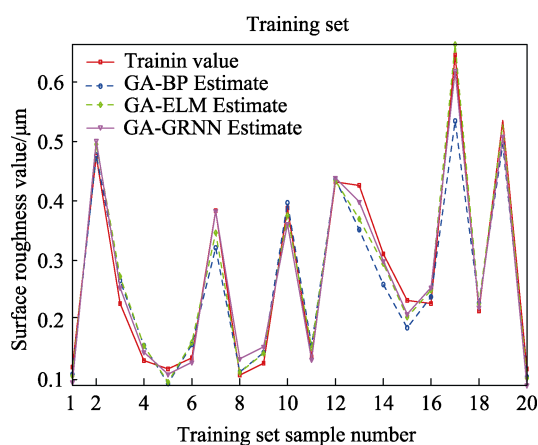 Training set
Trainin value
GA-BP Estimate
GA-ELM Estimate
GA-GRNN Estimate
Surface roughness value/μm
0.6
0.5
0.4
0.3
0.2
0.1
1 2 4 6 8 10 12 14 16 18 20
Training set sample number